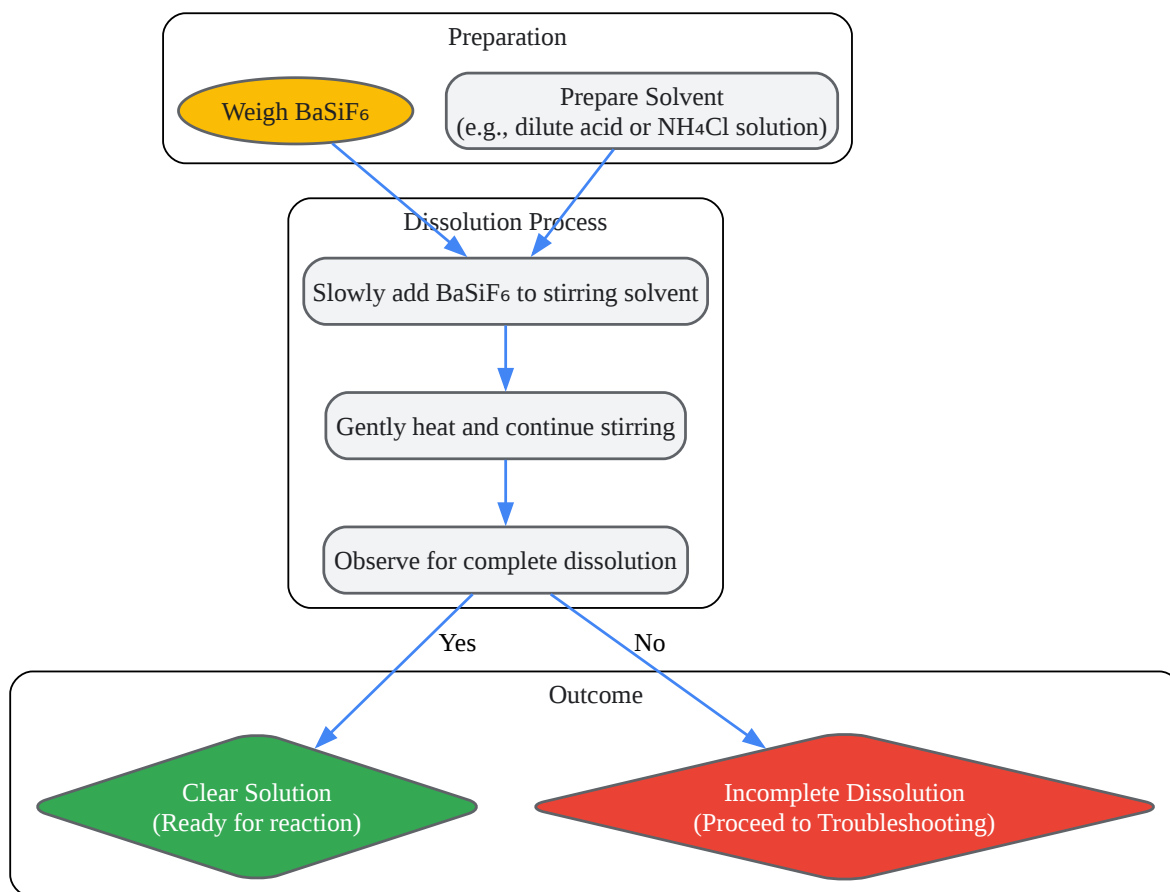 Preparation
Weigh BaSiF₆
Prepare Solvent
(e.g., dilute acid or NH₄Cl solution)
Dissolution Process
Slowly add BaSiF₆ to stirring solvent
Gently heat and continue stirring
Observe for complete dissolution
Yes
No
Outcome
Clear Solution
(Ready for reaction)
Incomplete Dissolution
(Proceed to Troubleshooting)